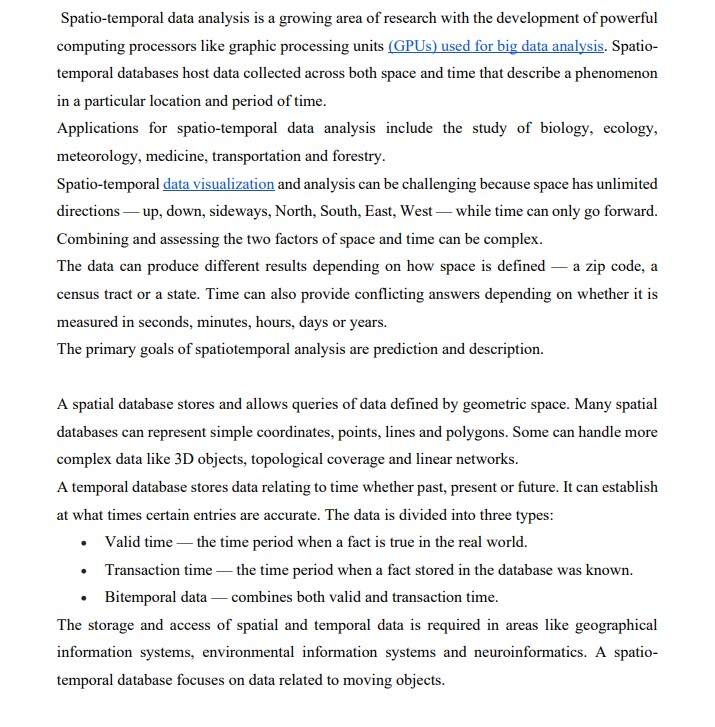 Spatio-temporal data analysis is a growing area of research with the development of powerful
computing processors like graphic processing units (GPUs) used for big data analysis. Spatio-
temporal databases host data collected across both space and time that describe a phenomenon
in a particular location and period of time.
Applications for spatio-temporal data analysis include the study of biology, ecology,
meteorology, medicine, transportation and forestry.
Spatio-temporal data visualization and analysis can be challenging because space has unlimited
directions — up, down, sideways, North, South, East, West — while time can only go forward.
Combining and assessing the two factors of space and time can be complex.
The data can produce different results depending on how space is defined — a zip code, a
census tract or a state. Time can also provide conflicting answers depending on whether it is
measured in seconds, minutes, hours, days or years.
The primary goals of spatiotemporal analysis are prediction and description.
A spatial database stores and allows queries of data defined by geometric space. Many spatial
databases can represent simple coordinates, points, lines and polygons. Some can handle more
complex data like 3D objects, topological coverage and linear networks.
A temporal database stores data relating to time whether past, present or future. It can establish
at what times certain entries are accurate. The data is divided into three types:
• Valid time — the time period when a fact is true in the real world.
• Transaction time — the time period when a fact stored in the database was known.
• Bitemporal data — combines both valid and transaction time.
The storage and access of spatial and temporal data is required in areas like geographical
information systems, environmental information systems and neuroinformatics. A spatio-
temporal database focuses on data related to moving objects.